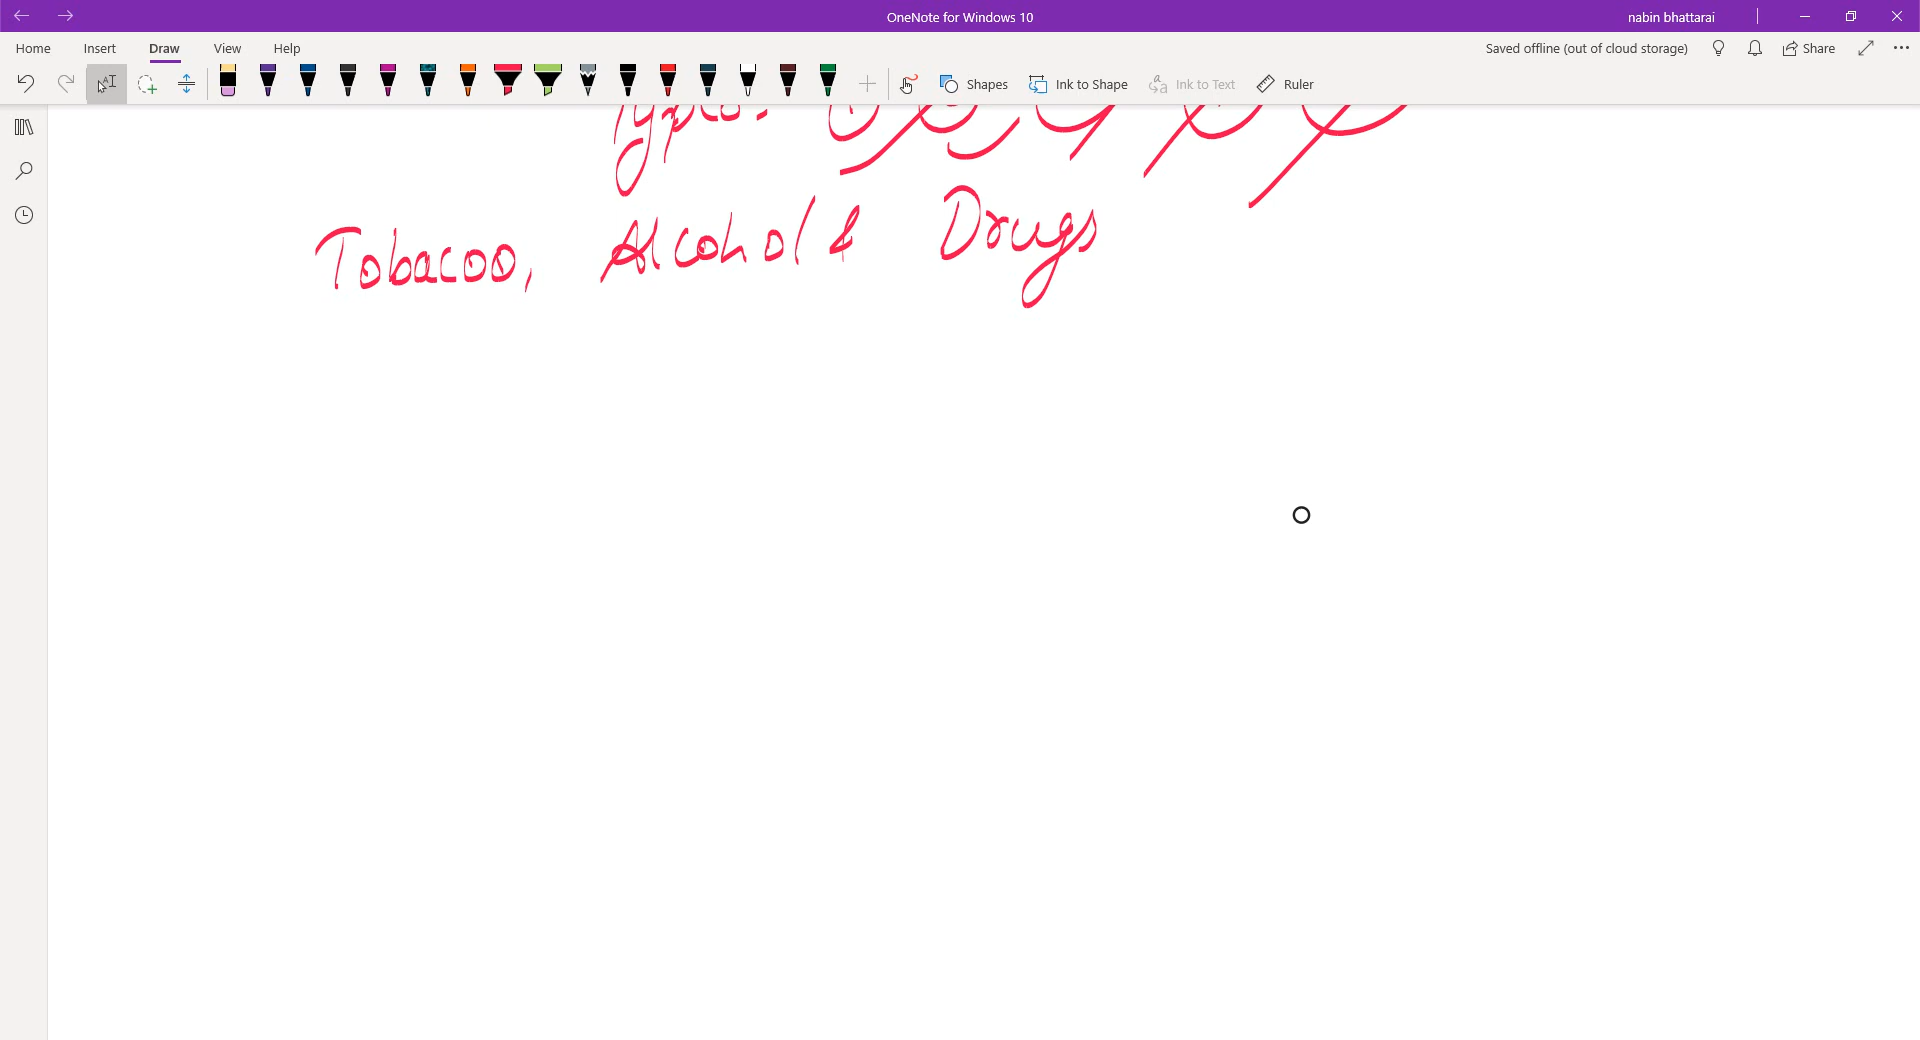 OneNote for Windows 10
nabin bhattarai
Home Insert Draw View Help
Saved offline (out of cloud storage)
Share
Shapes
Ink to Shape
Ink to Text
Ruler
Tobacoo, Alcohol & Drugs